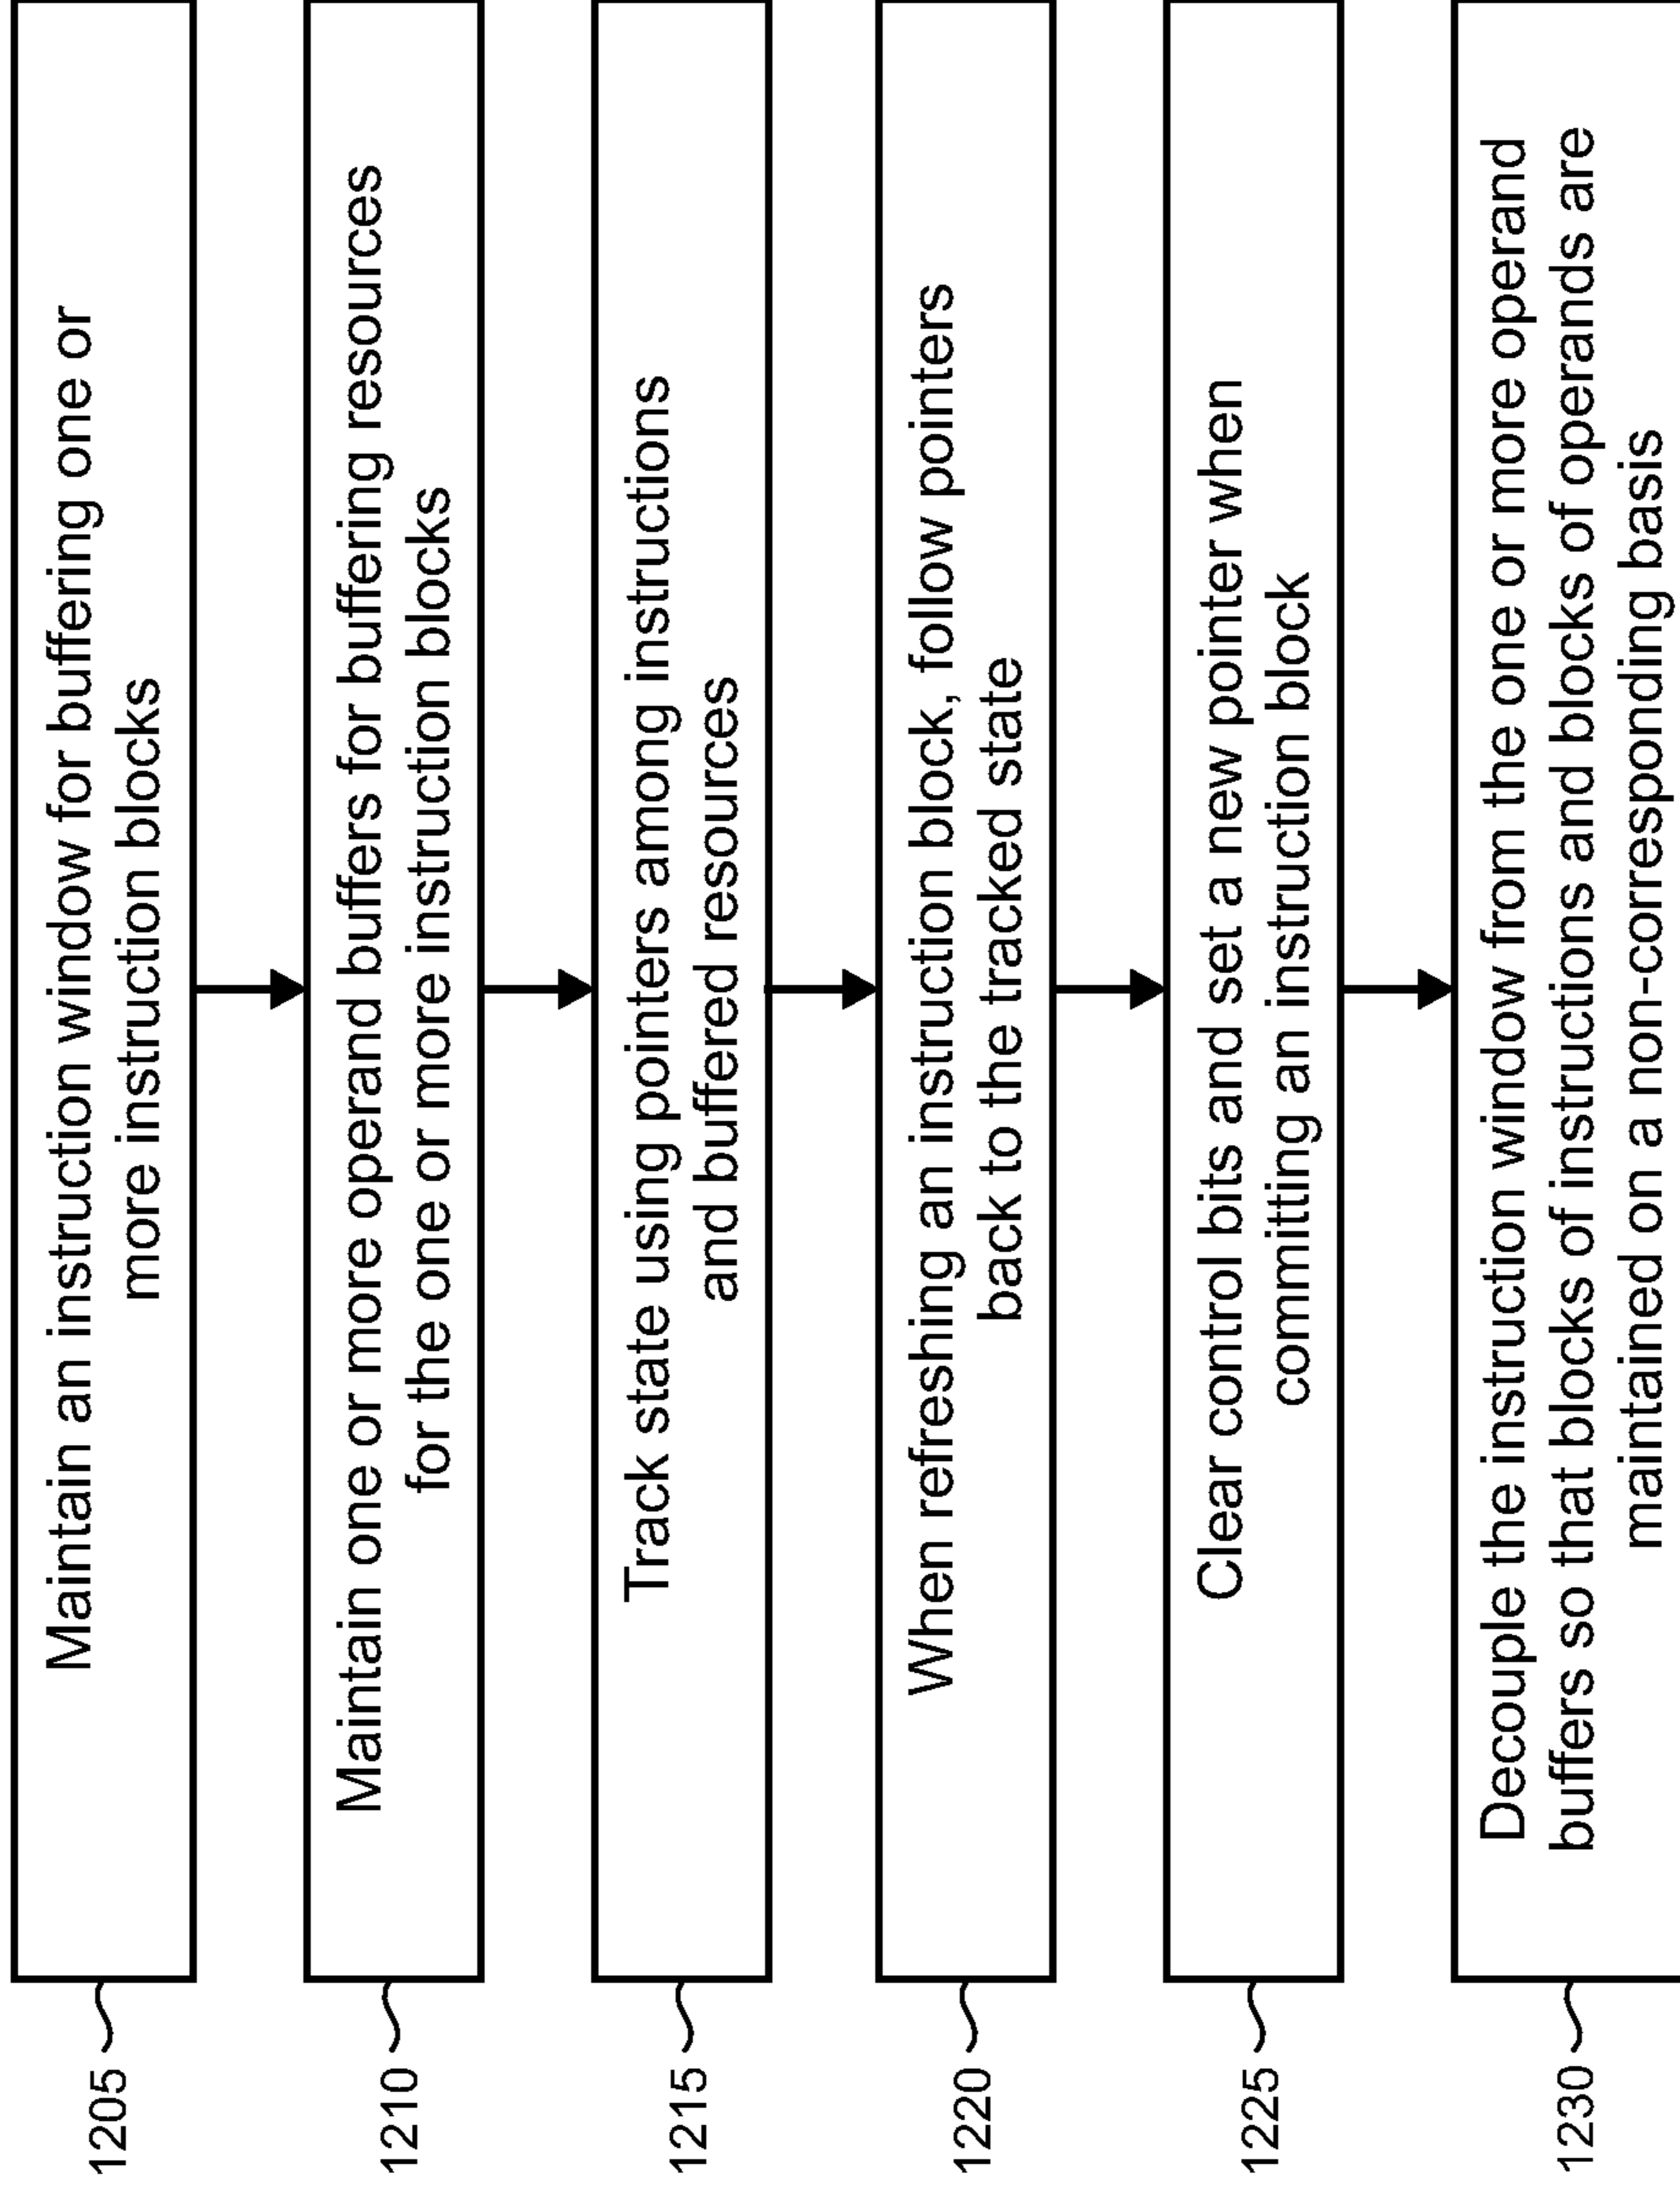 1205
Maintain an instruction window for buffering one or
more instruction blocks
1210
Maintain one or more operand buffers for buffering resources
for the one or more instruction blocks
1215
Track state using pointers among instructions
and buffered resources
1220
When refreshing an instruction block, follow pointers
back to the tracked state
1225
Clear control bits and set a new pointer when
committing an instruction block
1230
Decouple the instruction window from the one or more operand
buffers so that blocks of instructions and blocks of operands are
maintained on a non-corresponding basis